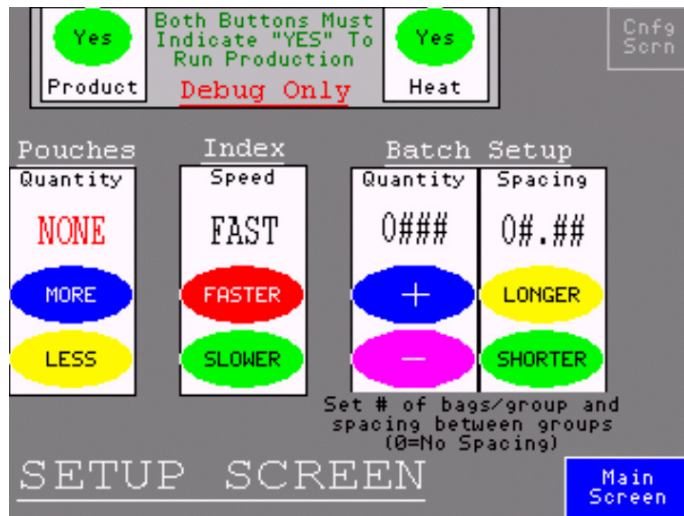 Yes
Product
Both Buttons Must
Indicate "YES" To
Run Production
Debug Only
Yes
Heat
Cnfg
Scrn
Pouches
Quantity
NONE
MORE
LESS
Index
Speed
FAST
FASTER
SLOWER
Batch Setup
Quantity
0###
+
−
Spacing
0#.##
LONGER
SHORTER
Set # of bags/group and
spacing between groups
(0=No Spacing)
SETUP SCREEN
Main
Screen